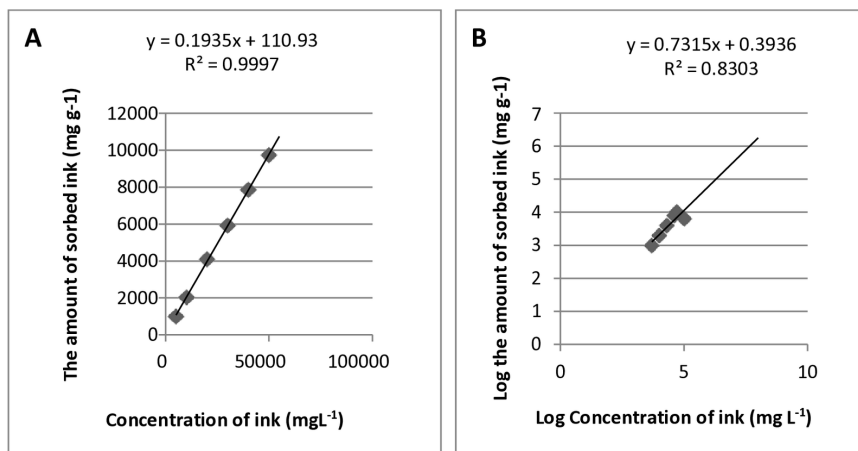 A
y = 0.1935x + 110.93
R² = 0.9997
The amount of sorbed ink (mg g-1)
12000
10000
8000
6000
4000
2000
0
0 50000 100000
Concentration of ink (mgL⁻¹)
B
y = 0.7315x + 0.3936
R² = 0.8303
Log the amount of sorbed ink (mg g-1)
7
6
5
4
3
2
1
0
0 5 10
Log Concentration of ink (mg L⁻¹)